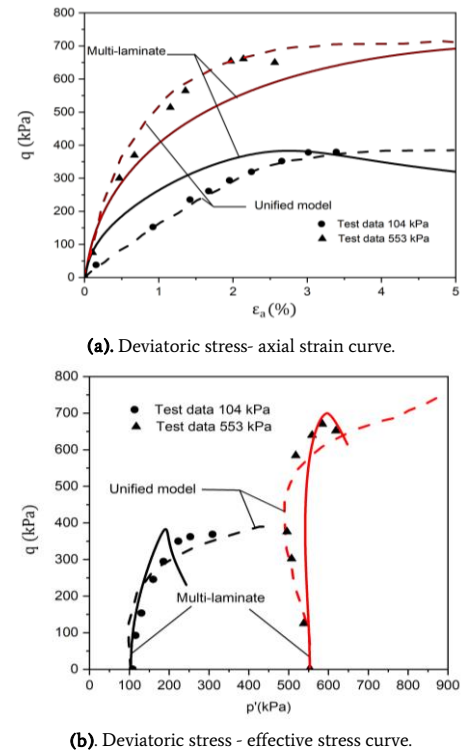 800
700
600
500
400
300
200
100
0
q (kPa)
Multi-laminate
Unified model
Test data 104 kPa
Test data 553 kPa
0 1 2 3 4 5
εa(%)
(a). Deviatoric stress- axial strain curve.
800
700
600
500
400
300
200
100
0
q (kPa)
Test data 104 kPa
Test data 553 kPa
Unified model
Multi-laminate
0 100 200 300 400 500 600 700 800 900
p'(kPa)
(b). Deviatoric stress - effective stress curve.